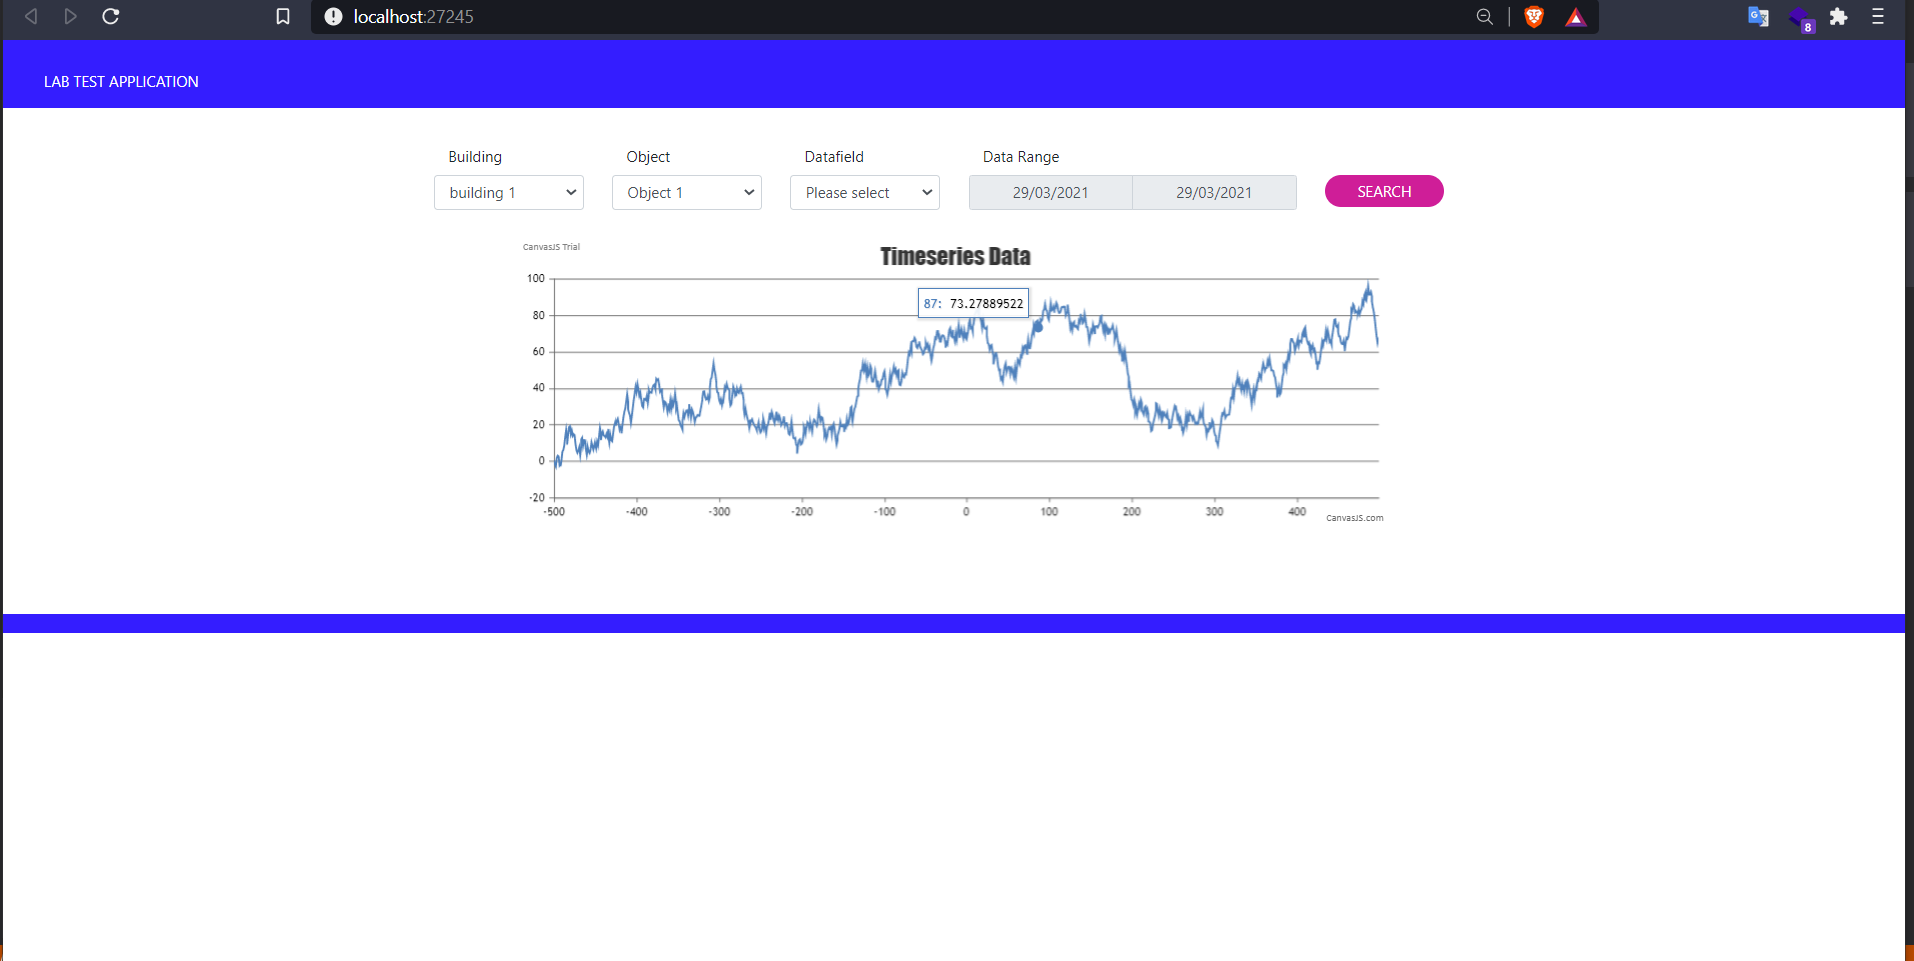 localhost:27245
8
LAB TEST APPLICATION
Building Object Datafield Data Range
building 1 Object 1 Please select 29/03/2021 29/03/2021 SEARCH
CanvasJS Trial
Timeseries Data
100
87: 73.27889522
80
60
40
20
0
-20
-500 -400 -300 -200 -100 0 100 200 300 400
CanvasJS.com